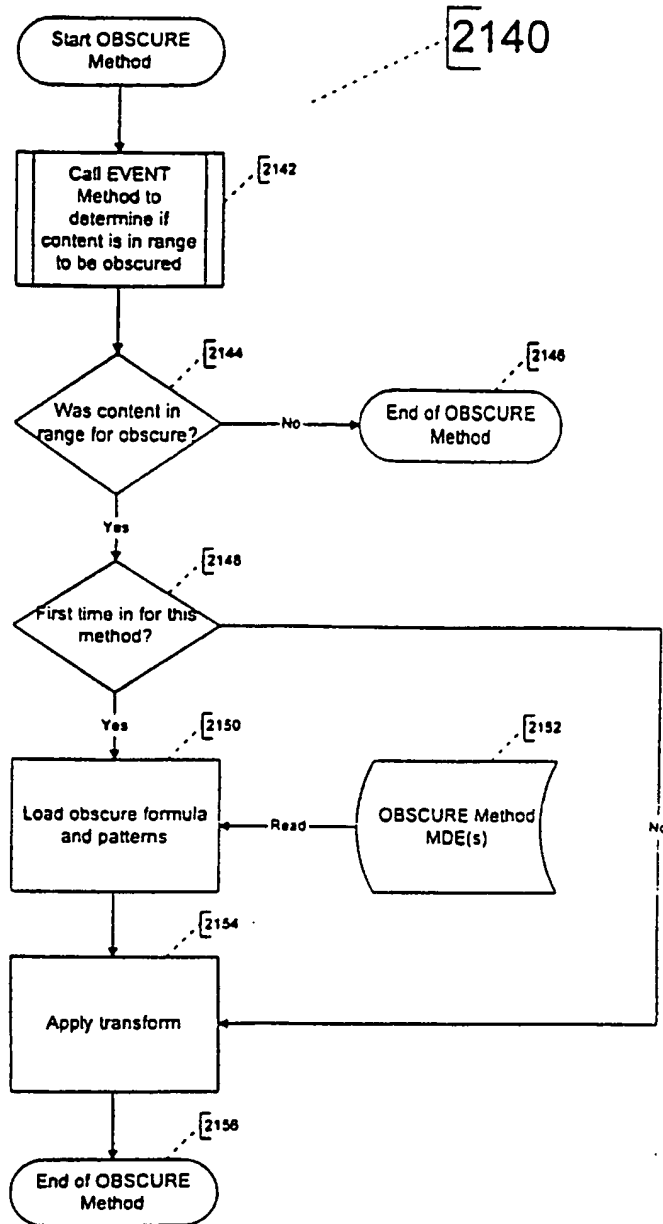 2140
Start OBSCURE
Method
Call EVENT
Method to
determine if
content is in range
to be obscured
2142
2144
Was content in
range for obscure?
No
2146
End of OBSCURE
Method
Yes
2148
First time in for this
method?
Yes
No
2150
Load obscure formula
and patterns
Read
2152
OBSCURE Method
MDE(s)
2154
Apply transform
2156
End of OBSCURE
Method